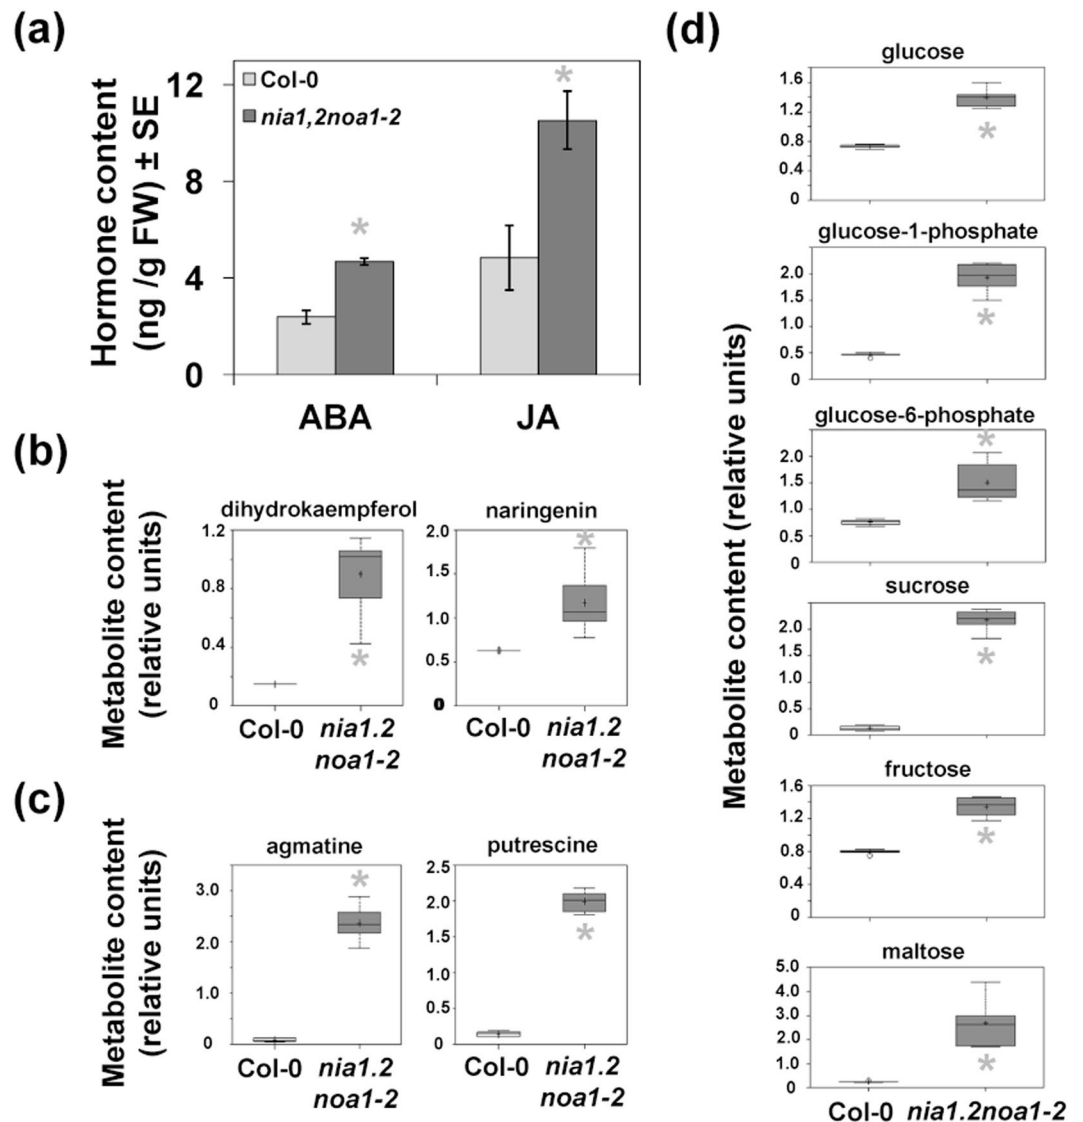 (a)
Hormone content
(ng /g FW) ± SE
12
8
4
0
Col-0
nia1,2noa1-2
*
*
ABA
JA
(b)
Metabolite content
(relative units)
dihydrokaempferol
1.2
0.8
0.4
0
*
Col-0
nia1.2
noa1-2
naringenin
2.0
1.5
1.0
0.5
0
*
Col-0
nia1.2
noa1-2
(c)
Metabolite content
(relative units)
agmatine
3.0
2.0
1.0
0
*
Col-0
nia1.2
noa1-2
putrescine
2.5
2.0
1.5
1.0
0.5
0
*
Col-0
nia1.2
noa1-2
(d)
Metabolite content (relative units)
glucose
1.6
1.2
0.8
0.4
0
*
glucose-1-phosphate
2.0
1.5
1.0
0.5
0
*
glucose-6-phosphate
2.0
1.5
1.0
0.5
0
*
sucrose
2.0
1.5
1.0
0.5
0
*
fructose
1.6
1.2
0.8
0.4
0
*
maltose
5.0
4.0
3.0
2.0
1.0
0
*
Col-0
nia1.2noa1-2